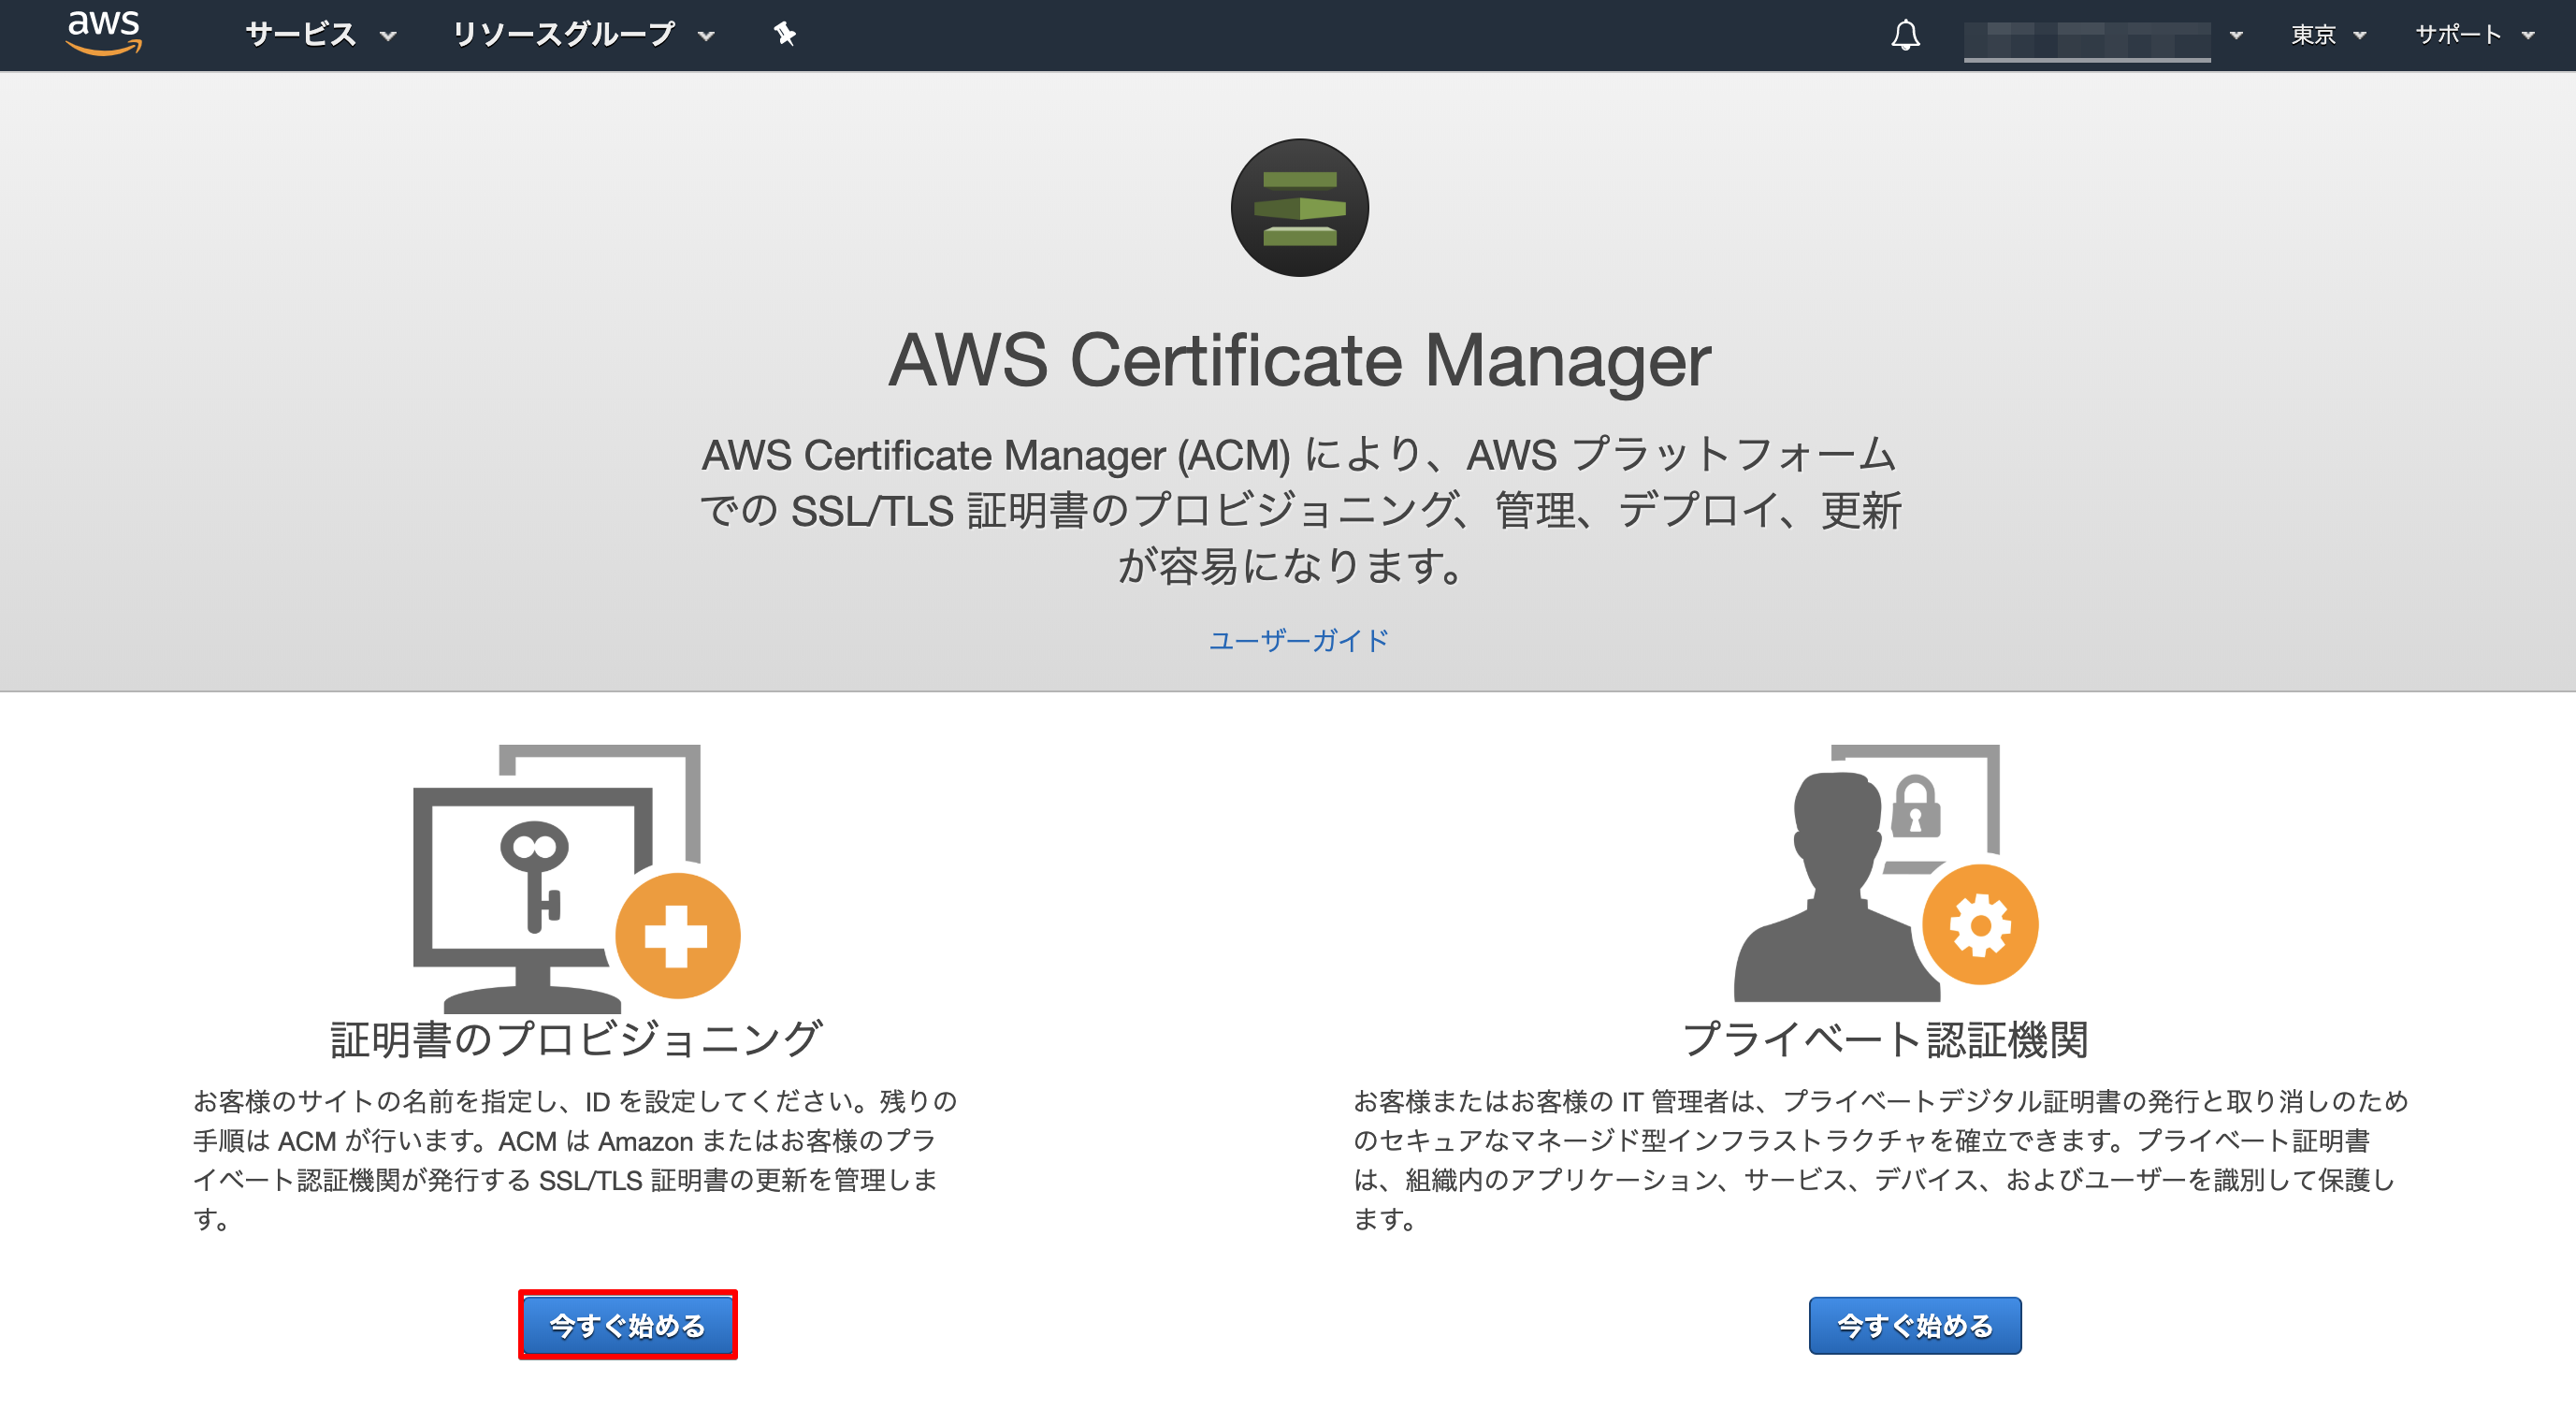 aws サービス リソースグループ 東京 サポート
AWS Certificate Manager
AWS Certificate Manager (ACM) により、AWS プラットフォーム
での SSL/TLS 証明書のプロビジョニング、管理、デプロイ、更新
が容易になります。
ユーザーガイド
証明書のプロビジョニング
お客様のサイトの名前を指定し、ID を設定してください。残りの
手順は ACM が行います。ACM は Amazon またはお客様のプラ
イベート認証機関が発行する SSL/TLS 証明書の更新を管理しま
す。
今すぐ始める
プライベート認証機関
お客様またはお客様の IT 管理者は、プライベートデジタル証明書の発行と取り消しのため
のセキュアなマネージド型インフラストラクチャを確立できます。プライベート証明書
は、組織内のアプリケーション、サービス、デバイス、およびユーザーを識別して保護し
ます。
今すぐ始める